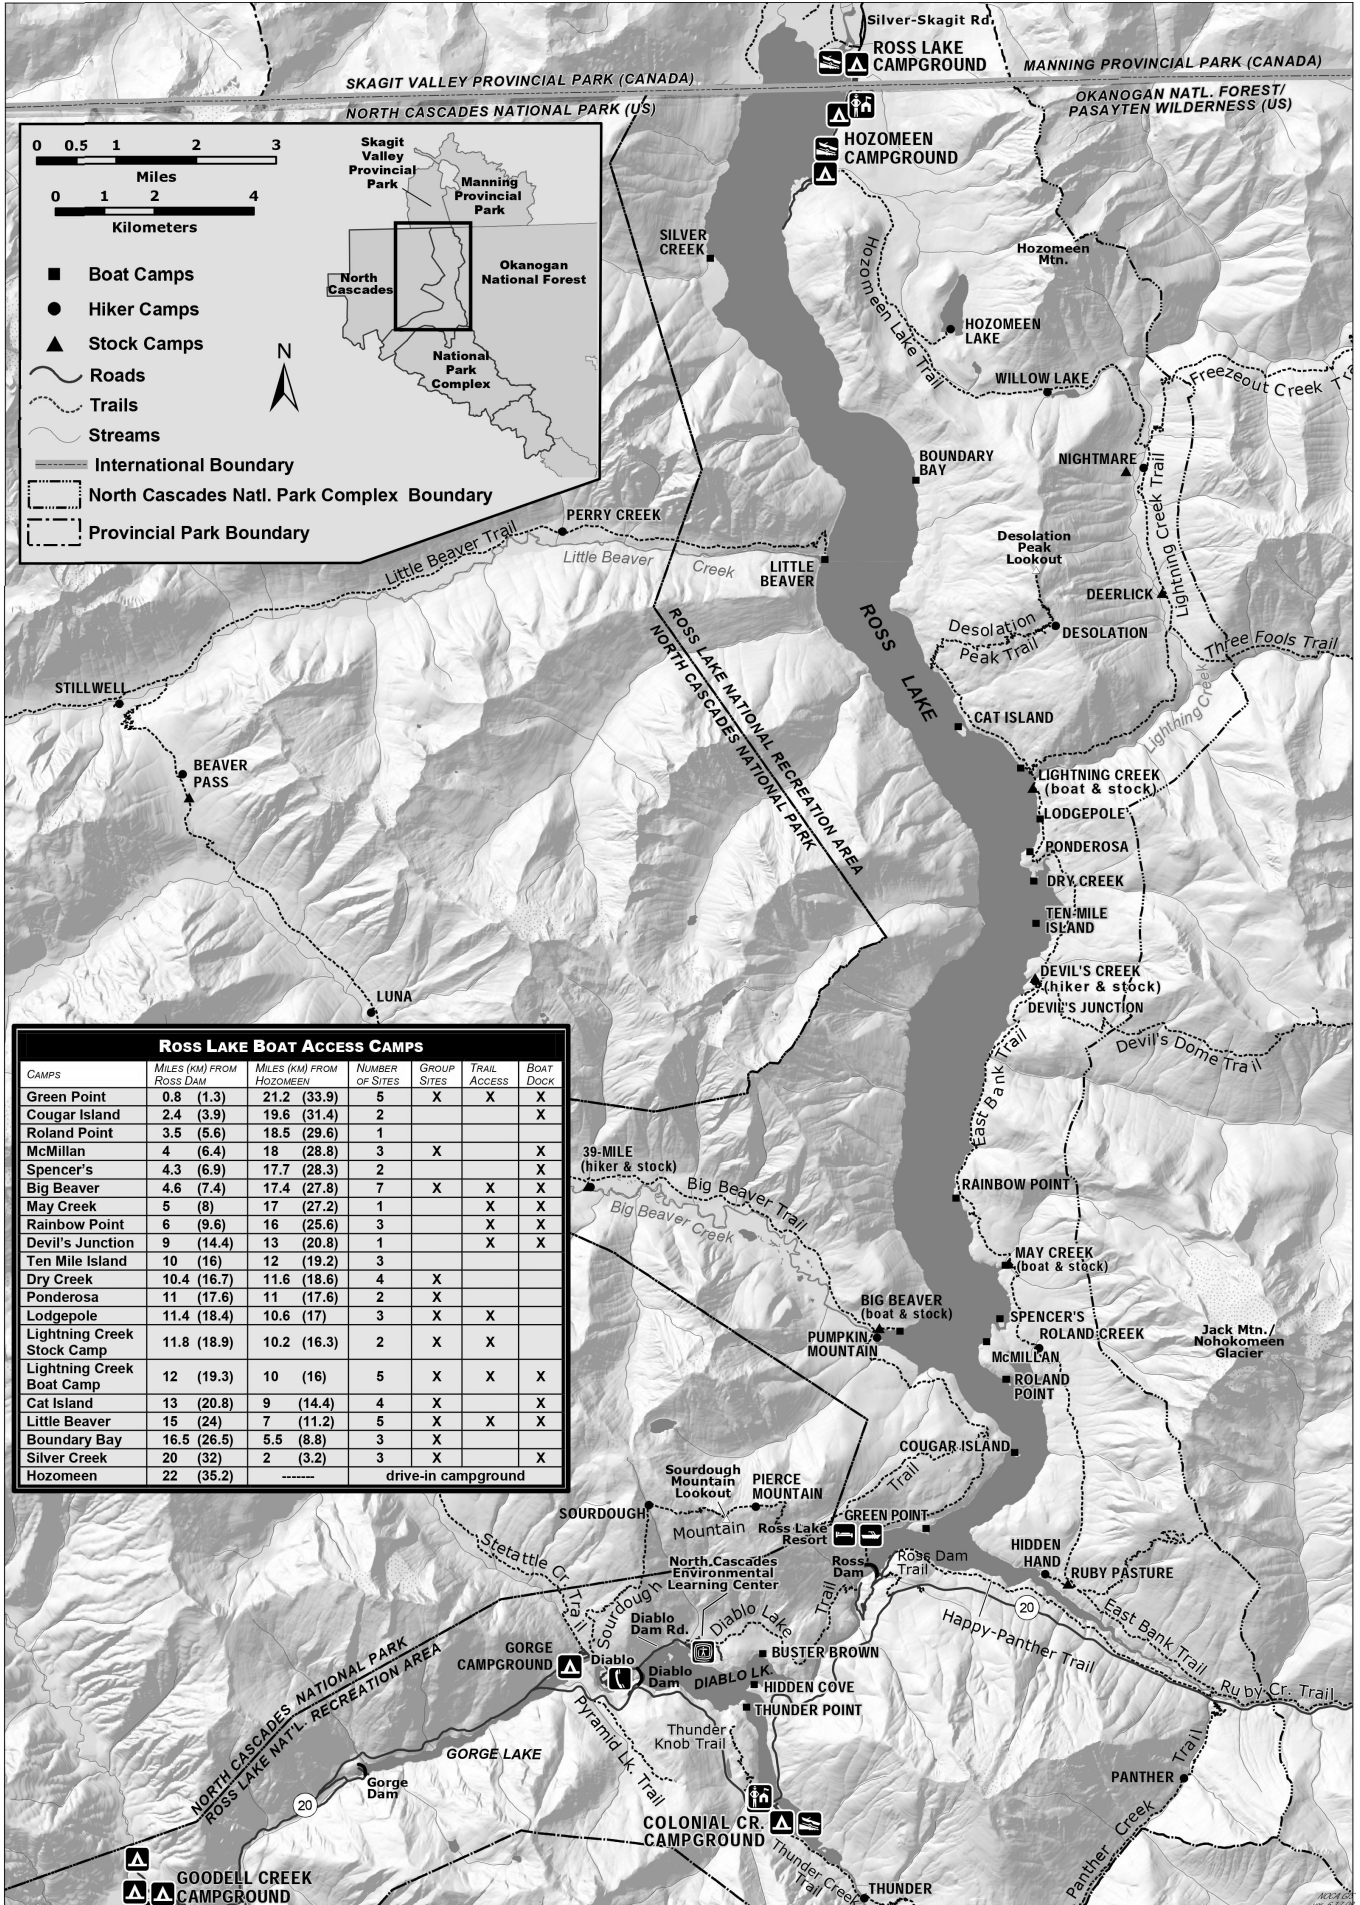 Silver-Skagit Rd.
ROSS LAKE
CAMPGROUND
SKAGIT VALLEY PROVINCIAL PARK (CANADA)
MANNING PROVINCIAL PARK (CANADA)
NORTH CASCADES NATIONAL PARK (US)
OKANOGAN NATL. FOREST/
PASAYTEN WILDERNESS (US)
HOZOMEEN
CAMPGROUND
0 0.5 1 2 3
Miles
0 1 2 4
Kilometers
Boat Camps
Hiker Camps
Stock Camps
Roads
Trails
Streams
International Boundary
North Cascades Natl. Park Complex Boundary
Provincial Park Boundary
N
Skagit
Valley
Provincial
Park
Manning
Provincial
Park
North
Cascades
Okanogan
National Forest
National
Park
Complex
SILVER
CREEK
Hozomeen
Mtn.
Hozomeen Lake Trail
HOZOMEEN
LAKE
WILLOW LAKE
Freezeout Creek Tra
BOUNDARY
BAY
NIGHTMARE
Lightning Creek Trail
PERRY CREEK
Little Beaver Trail
Little Beaver Creek
LITTLE
BEAVER
Desolation
Peak
Lookout
DEERLICK
Desolation
Peak Trail
DESOLATION
Three Fools Trail
ROSS LAKE
ROSS LAKE NATIONAL RECREATION AREA
NORTH CASCADES NATIONAL PARK
Lightning Creek
STILLWELL
CAT ISLAND
BEAVER
PASS
LIGHTNING CREEK
(boat & stock)
LODGEPOLE
PONDEROSA
DRY CREEK
TEN-MILE
ISLAND
DEVIL'S CREEK
(hiker & stock)
DEVIL'S JUNCTION
Devil's Dome Trail
East Bank Trail
LUNA
ROSS LAKE BOAT ACCESS CAMPS
CAMPS MILES (KM) FROM ROSS DAM MILES (KM) FROM HOZOMEEN NUMBER OF SITES GROUP SITES TRAIL ACCESS BOAT DOCK
Green Point 0.8 (1.3) 21.2 (33.9) 5 X X X
Cougar Island 2.4 (3.9) 19.6 (31.4) 2 X
Roland Point 3.5 (5.6) 18.5 (29.6) 1
McMillan 4 (6.4) 18 (28.8) 3 X X
Spencer's 4.3 (6.9) 17.7 (28.3) 2 X
Big Beaver 4.6 (7.4) 17.4 (27.8) 7 X X X
May Creek 5 (8) 17 (27.2) 1 X X
Rainbow Point 6 (9.6) 16 (25.6) 3 X X
Devil's Junction 9 (14.4) 13 (20.8) 1 X X
Ten Mile Island 10 (16) 12 (19.2) 3
Dry Creek 10.4 (16.7) 11.6 (18.6) 4 X
Ponderosa 11 (17.6) 11 (17.6) 2 X
Lodgepole 11.4 (18.4) 10.6 (17) 3 X X
Lightning Creek Stock Camp 11.8 (18.9) 10.2 (16.3) 2 X X
Lightning Creek Boat Camp 12 (19.3) 10 (16) 5 X X X
Cat Island 13 (20.8) 9 (14.4) 4 X X
Little Beaver 15 (24) 7 (11.2) 5 X X X
Boundary Bay 16.5 (26.5) 5.5 (8.8) 3 X
Silver Creek 20 (32) 2 (3.2) 3 X X
Hozomeen 22 (35.2) ------- drive-in campground
39-MILE
(hiker & stock)
Big Beaver Trail
Big Beaver Creek
RAINBOW POINT
MAY CREEK
(boat & stock)
BIG BEAVER
(boat & stock)
PUMPKIN
MOUNTAIN
SPENCER'S
ROLAND CREEK
McMILLAN
ROLAND
POINT
Jack Mtn./
Nohokomeen
Glacier
COUGAR ISLAND
Trail
Sourdough
Mountain
Lookout
PIERCE
MOUNTAIN
SOURDOUGH
Mountain
Ross Lake
Resort
GREEN POINT
Ross
Dam
Ross Dam
Trail
HIDDEN
HAND
RUBY PASTURE
North Cascades
Environmental
Learning Center
Stetattle Cr. Trail
Sourdough
Diablo
Dam Rd.
Diablo Lake
Trail
20
Happy-Panther Trail
East Bank Trail
Ruby Cr. Trail
NORTH CASCADES NATIONAL PARK
ROSS LAKE NAT'L. RECREATION AREA
GORGE
CAMPGROUND
Diablo
Diablo
Dam
DIABLO LK.
BUSTER BROWN
HIDDEN COVE
THUNDER POINT
Pyramid Lk. Trail
Thunder
Knob Trail
GORGE LAKE
Gorge
Dam
20
PANTHER
Panther Creek Trail
COLONIAL CR.
CAMPGROUND
Thunder Creek
Trail
THUNDER
GOODELL CREEK
CAMPGROUND